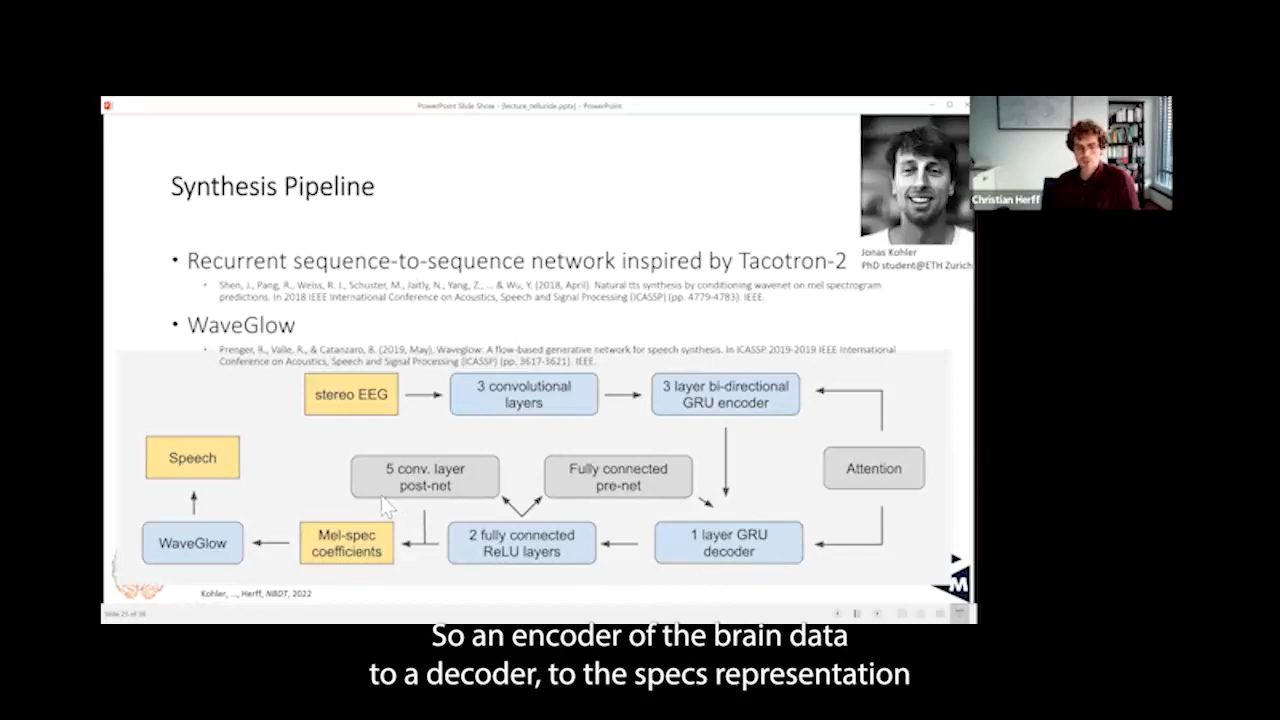 PowerPoint Slide Show - [lecture_telluride.pptx] - PowerPoint
Christian Herff
Synthesis Pipeline
Jonas Kohler
PhD student@ETH Zurich
• Recurrent sequence-to-sequence network inspired by Tacotron-2
• Shen, J., Pang, R., Weiss, R. J., Schuster, M., Jaitly, N., Yang, Z., ... & Wu, Y. (2018, April). Natural tts synthesis by conditioning wavenet on mel spectrogram
predictions. In 2018 IEEE International Conference on Acoustics, Speech and Signal Processing (ICASSP) (pp. 4779-4783). IEEE.
• WaveGlow
• Prenger, R., Valle, R., & Catanzaro, B. (2019, May). Waveglow: A flow-based generative network for speech synthesis. In ICASSP 2019-2019 IEEE International
Conference on Acoustics, Speech and Signal Processing (ICASSP) (pp. 3617-3621). IEEE.
stereo EEG
3 convolutional
layers
3 layer bi-directional
GRU encoder
Speech
5 conv. layer
post-net
Fully connected
pre-net
Attention
WaveGlow
Mel-spec
coefficients
2 fully connected
ReLU layers
1 layer GRU
decoder
M
Kohler, ..., Herff, NBDT, 2022
Slide 25 of 36
So an encoder of the brain data
to a decoder, to the specs representation